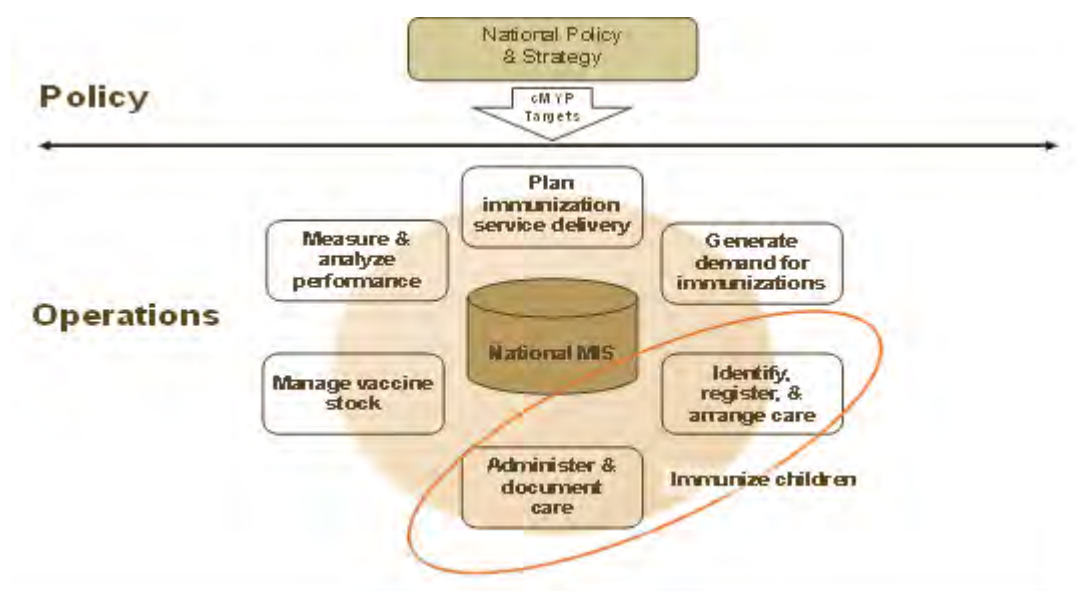 National Policy
& Strategy
Policy
cMYP
Targets
Plan
immunization
service delivery
Measure &
analyze
performance
Generate
demand for
immunizations
Operations
National MIS
Manage vaccine
stock
Identify,
register, &
arrange care
Administer &
document
care
Immunize children